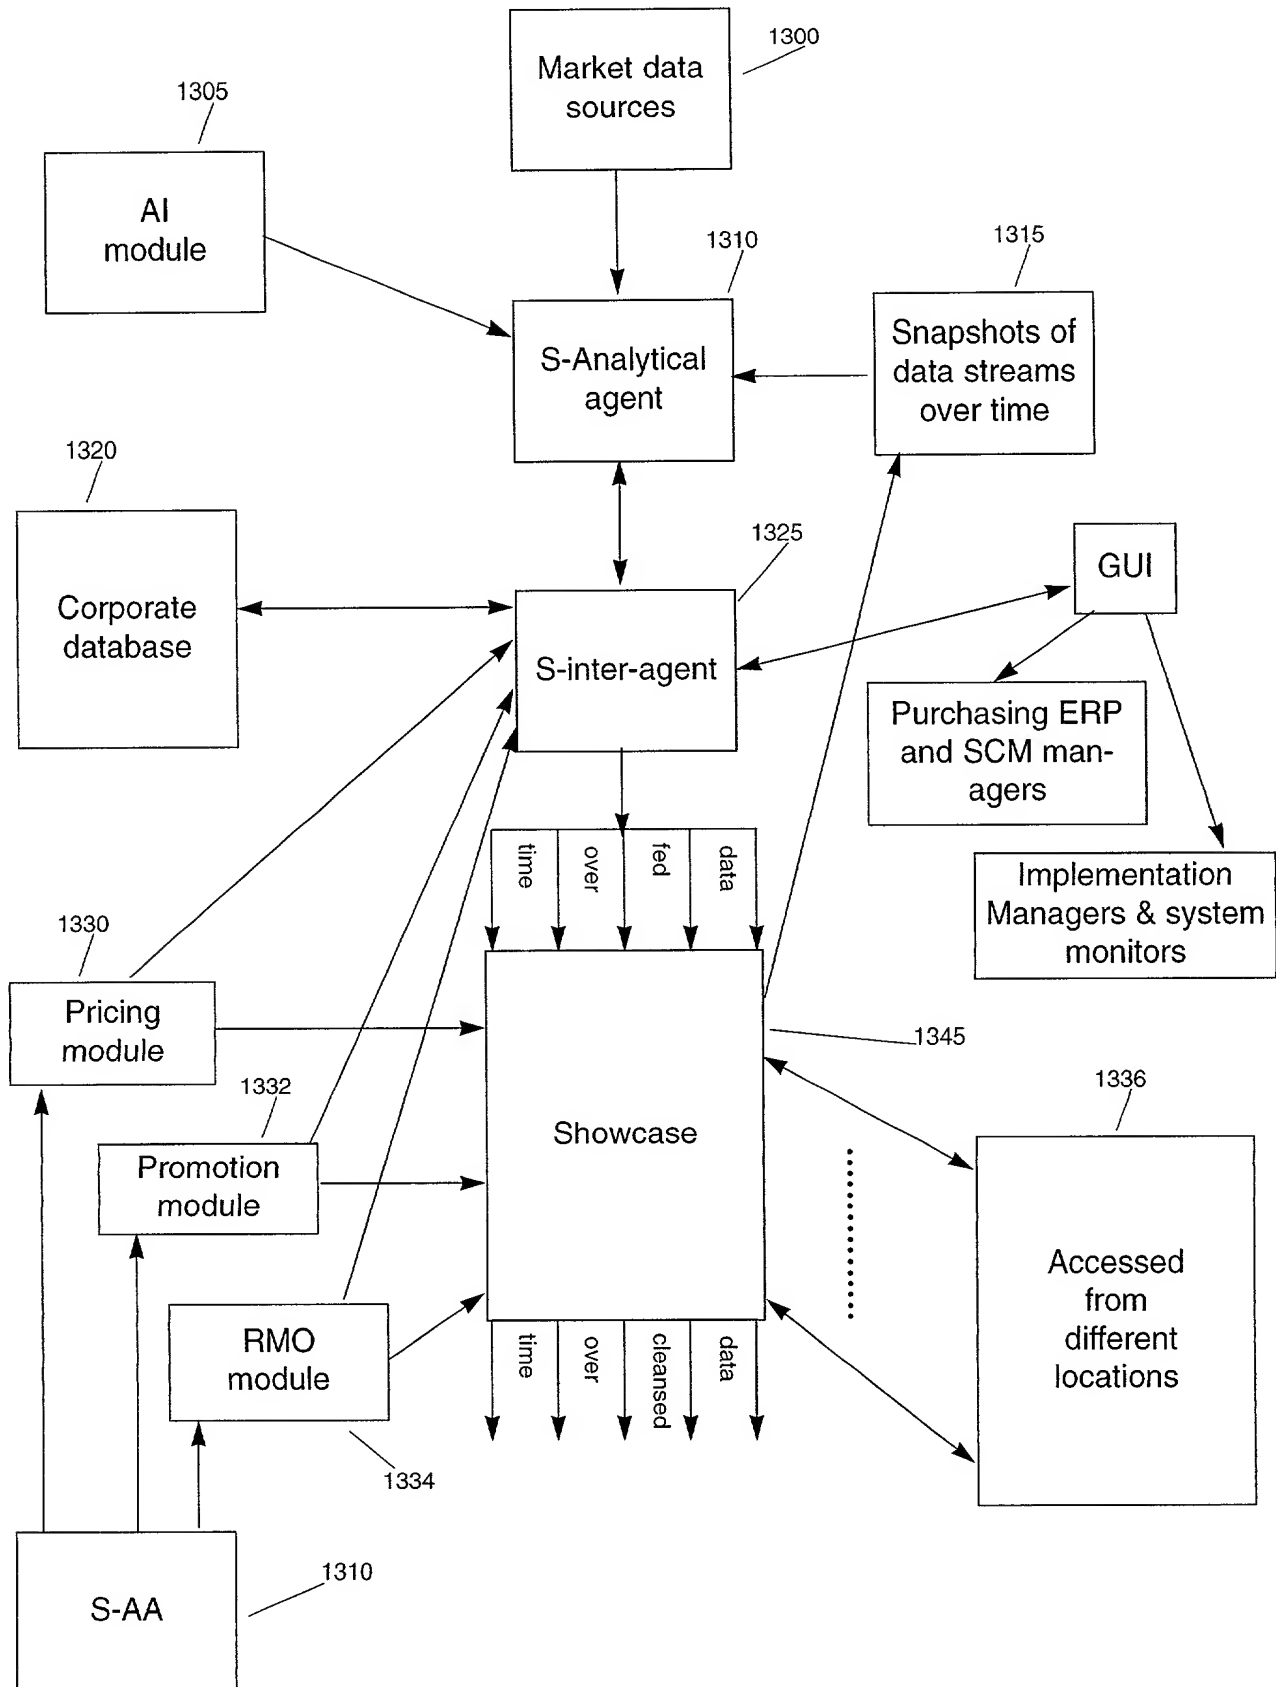 1300
Market data
sources
1305
AI
module
1310
S-Analytical
agent
1315
Snapshots of
data streams
over time
1320
Corporate
database
1325
S-inter-agent
GUI
Purchasing ERP
and SCM man-
agers
Implementation
Managers & system
monitors
time
over
fed
data
1330
Pricing
module
1332
Promotion
module
Showcase
1345
1336
Accessed
from
different
locations
RMO
module
1334
time
over
cleansed
data
S-AA
1310